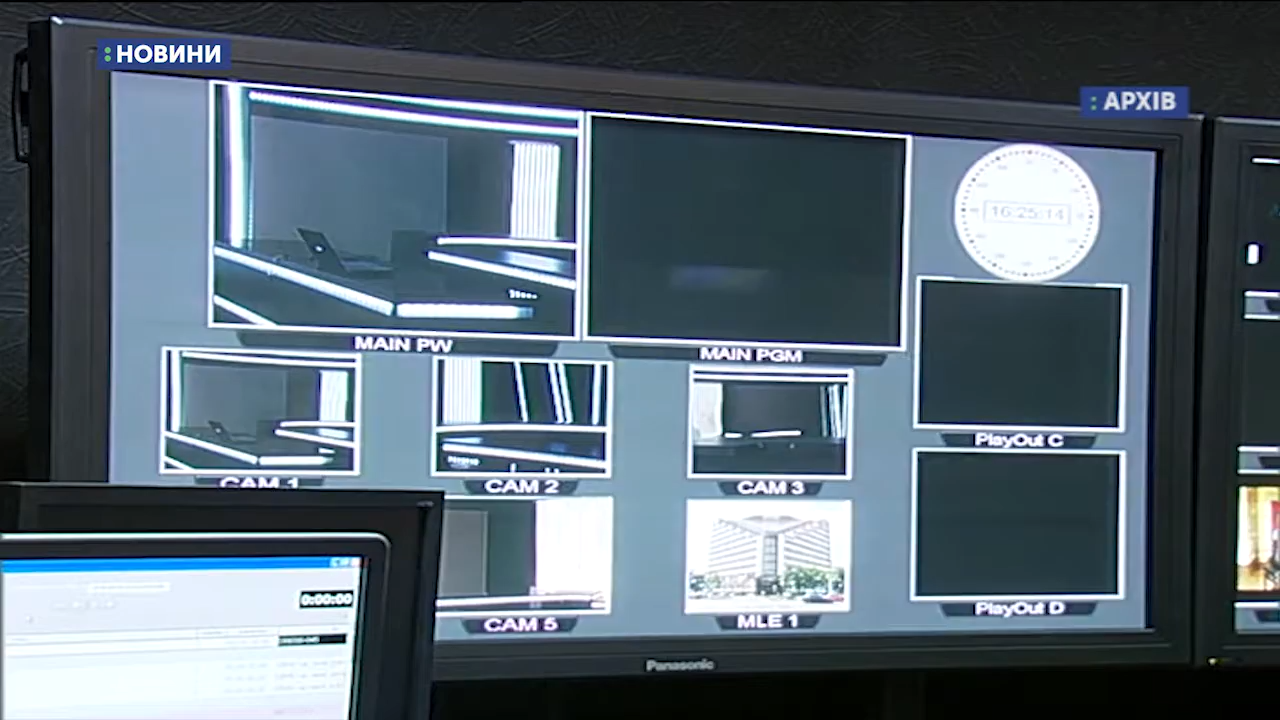 НОВИНИ
АРХІВ
16:25:14
MAIN PW
MAIN PGM
PlayOut C
CAM 1
CAM 2
CAM 3
CAM 5
MLE 1
PlayOut D
0:00:00
Panasonic